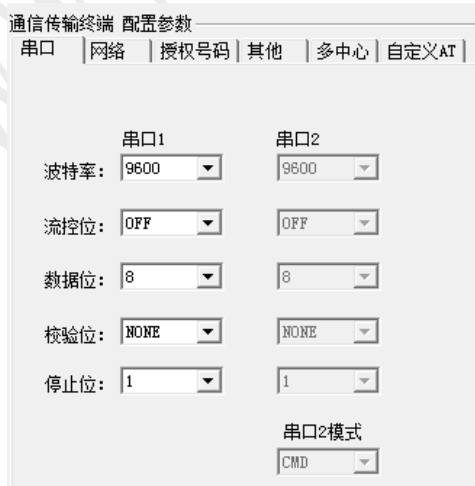 通信传输终端 配置参数
串口 网络 授权号码 其他 多中心 自定义AT
串口1 串口2
波特率: 9600 9600
流控位: OFF OFF
数据位: 8 8
校验位: NONE NONE
停止位: 1 1
串口2模式
CMD